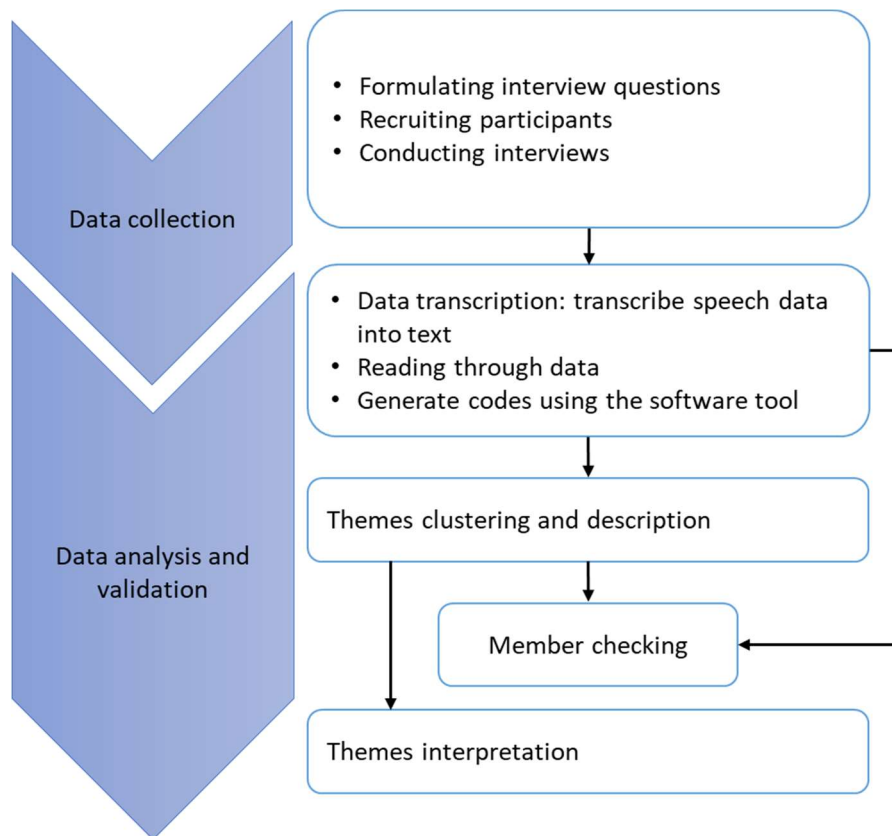 Data collection
• Formulating interview questions
• Recruiting participants
• Conducting interviews
Data analysis and
validation
• Data transcription: transcribe speech data
into text
• Reading through data
• Generate codes using the software tool
Themes clustering and description
Member checking
Themes interpretation